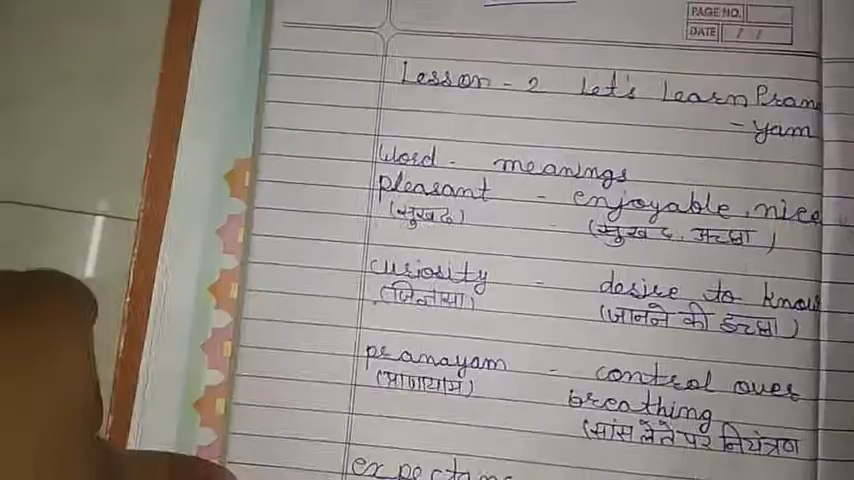 PAGE NO.
DATE / /
Lesson - 2 Let's Learn Pran
- yam
Word - meanings
pleasant - enjoyable, nice
(सुखद) (सुखद,
curiosity - desire to know
(जिज्ञासा) (जानने की इच्छा)
pranayam - control over
(प्राणायाम) breathing
(सांस लेने पर नियंत्रण